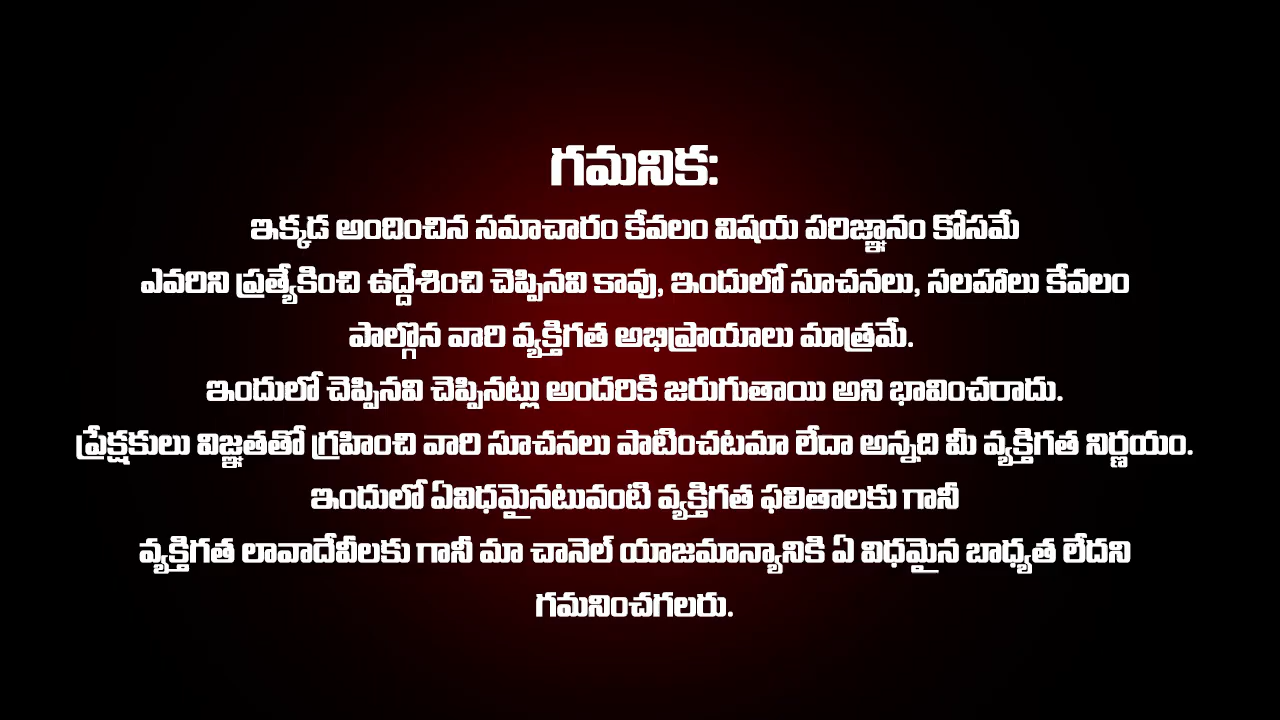 గమనిక:
ఇక్కడ అందించిన సమాచారం కేవలం విషయ పరిజ్ఞానం కోసమే
ఎవరిని ప్రత్యేకించి ఉద్దేశించి చెప్పినవి కావు, ఇందులో సూచనలు, సలహాలు కేవలం
పాల్గొన వారి వ్యక్తిగత అభిప్రాయాలు మాత్రమే.
ఇందులో చెప్పినవి చెప్పినట్లు అందరికి జరుగుతాయి అని భావించరాదు.
ప్రేక్షకులు విజ్ఞతతో గ్రహించి వారి సూచనలు పాటించటమా లేదా అన్నది మీ వ్యక్తిగత నిర్ణయం.
ఇందులో ఏవిధమైనటువంటి వ్యక్తిగత ఫలితాలకు గానీ
వ్యక్తిగత లావాదేవీలకు గానీ మా చానెల్ యాజమాన్యానికి ఏ విధమైన బాధ్యత లేదని
గమనించగలరు.